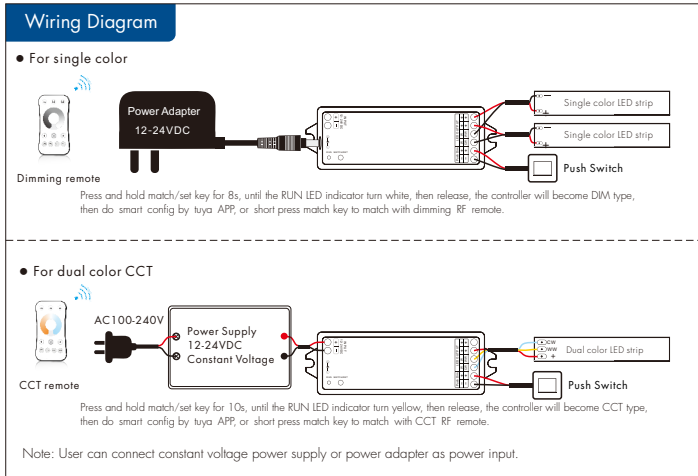 Wiring Diagram
● For single color
Power Adapter
12-24VDC
Single color LED strip
Single color LED strip
Push Switch
Dimming remote
Press and hold match/set key for 8s, until the RUN LED indicator turn white, then release, the controller will become DIM type,
then do smart config by tuya APP, or short press match key to match with dimming RF remote.
● For dual color CCT
AC100-240V
Power Supply
12-24VDC
Constant Voltage
CW
WW
+
Dual color LED strip
Push Switch
CCT remote
Press and hold match/set key for 10s, until the RUN LED indicator turn yellow, then release, the controller will become CCT type,
then do smart config by tuya APP, or short press match key to match with CCT RF remote.
Note: User can connect constant voltage power supply or power adapter as power input.